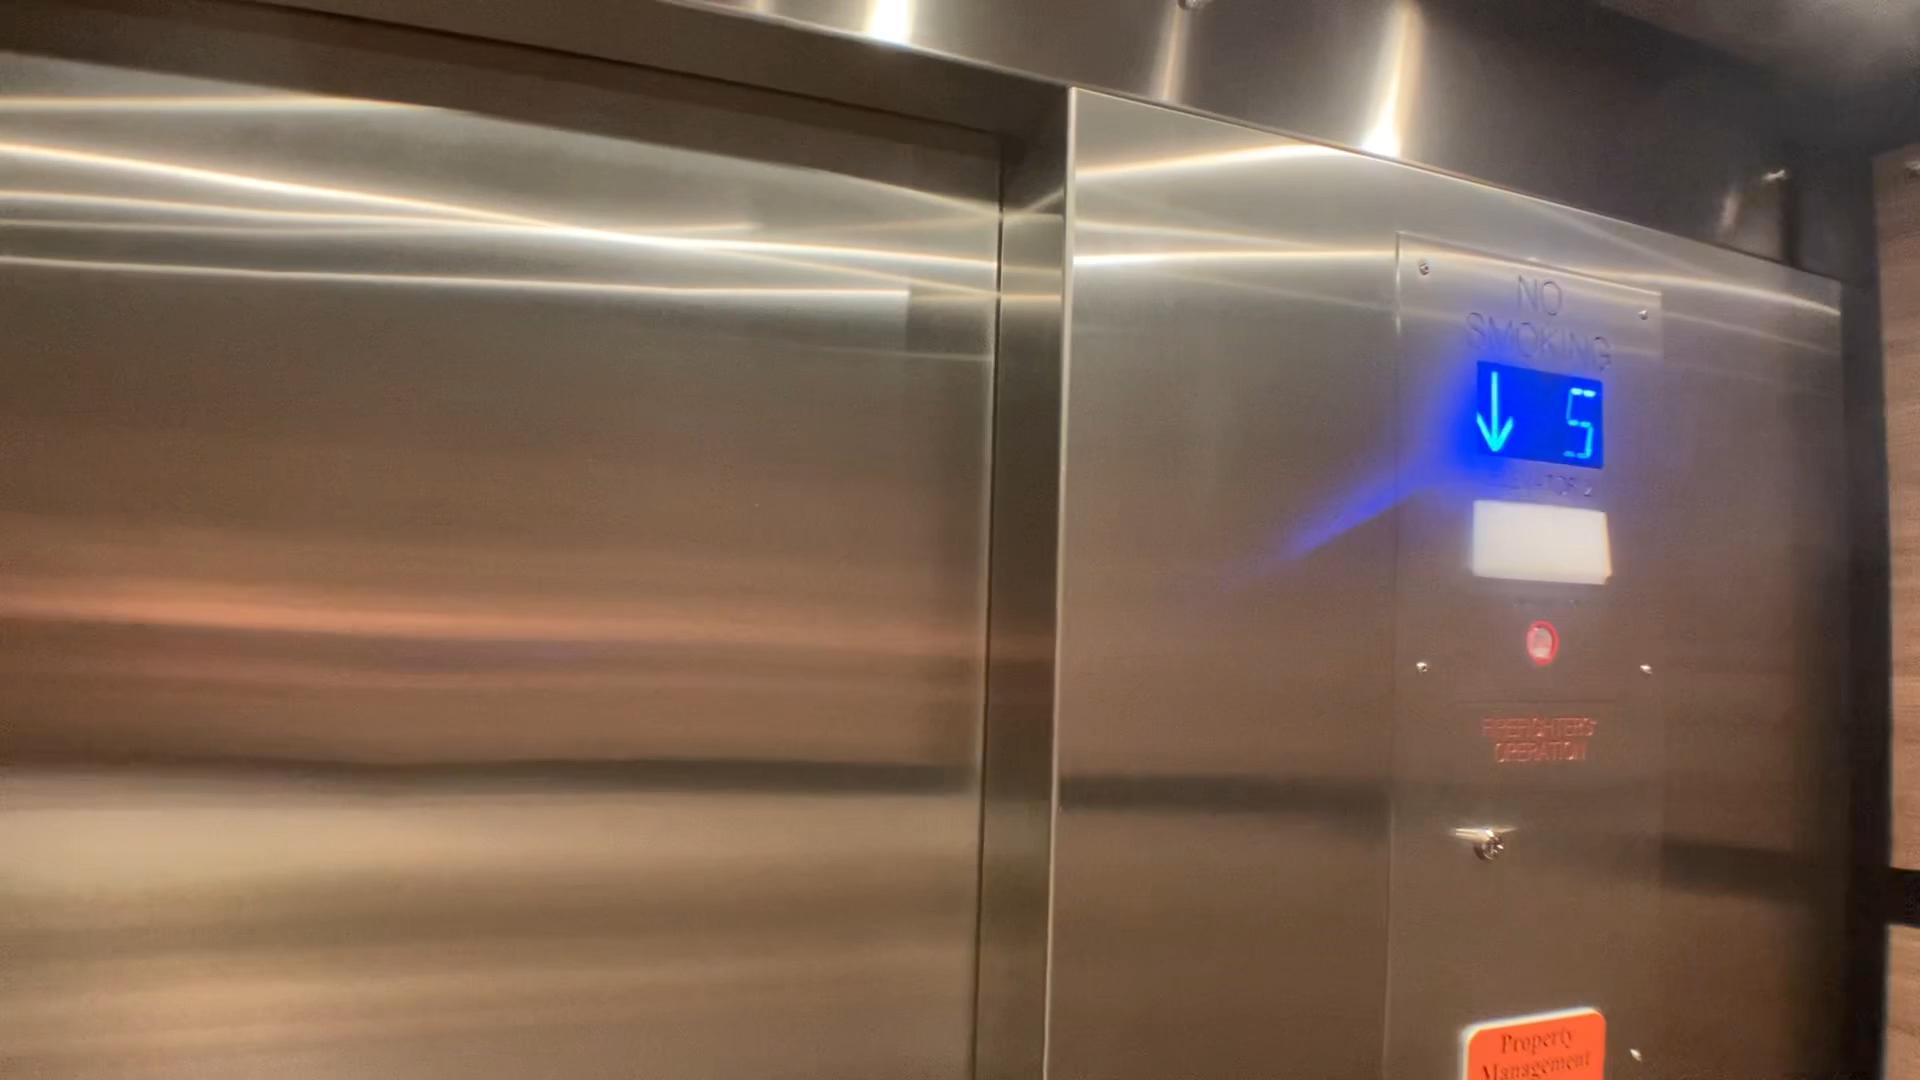 NO
SMOKING
↓ 5
FIREFIGHTERS'
OPERATION
Property
Management